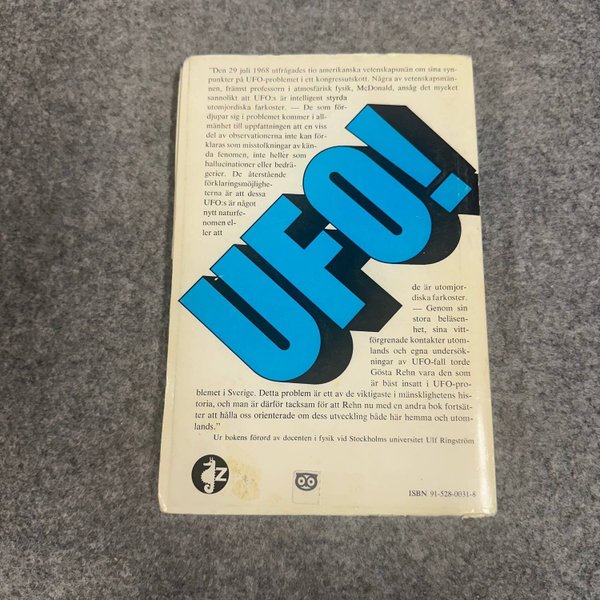 "Den 29 juli 1968 utfrågades tio amerikanska vetenskapsmän om sina syn-
punkter på UFO-problemet i ett kongressutskott. Några av vetenskapsmän-
nen, främst professorn i atmosfärisk fysik, McDonald, ansåg det mycket
sannolikt att UFO:s är intelligent styrda
utomjordiska farkoster. — De som för-
djupar sig i problemet kommer i all-
mänhet till uppfattningen att en viss
del av observationerna inte kan för-
klaras som misstolkningar av kän-
da fenomen, inte heller som
hallucinationer eller bedrä-
gerier. De återstående
förklaringsmöjlighe-
terna är att dessa
UFO:s är något
nytt naturfe-
nomen el-
ler att
UFO!
de är utomjor-
diska farkoster.
— Genom sin
stora beläsen-
het, sina vitt-
förgrenade kontakter utom-
lands och egna undersök-
ningar av UFO-fall torde
Gösta Rehn vara den som
är bäst insatt i UFO-pro-
blemet i Sverige. Detta problem är ett av de viktigaste i mänsklighetens his-
toria, och man är därför tacksam för att Rehn nu med en andra bok fortsät-
ter att hålla oss orienterade om dess utveckling både här hemma och utom-
lands."
Ur bokens förord av docenten i fysik vid Stockholms universitet Ulf Ringström
Z
ISBN 91-528-0031-8